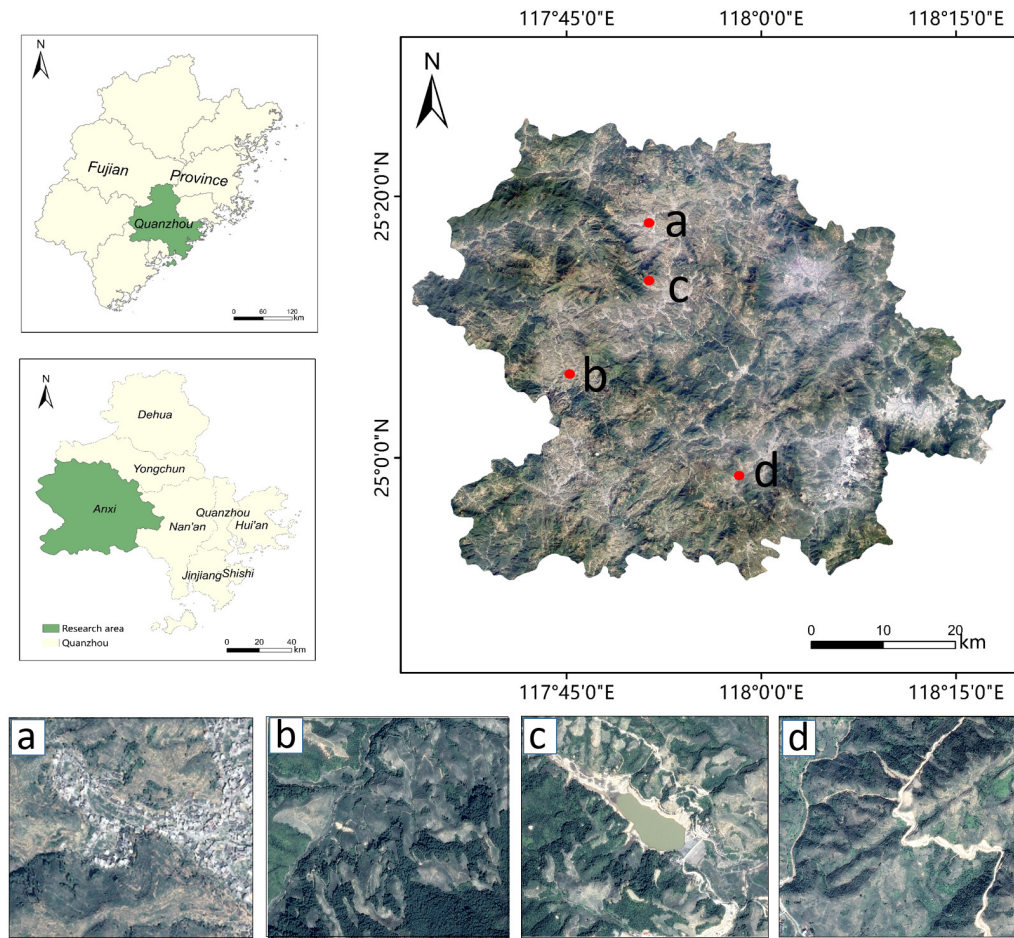 N
Fujian Province
Quanzhou
0 60 120
km
N
Dehua
Yongchun
Anxi
Quanzhou
Nan'an
Hui'an
Jinjiang
Shishi
Research area
Quanzhou
0 20 40
km
117°45'0"E 118°0'0"E 118°15'0"E
N
25°20'0"N
25°0'0"N
a
c
b
d
0 10 20
km
117°45'0"E 118°0'0"E 118°15'0"E
a
b
c
d